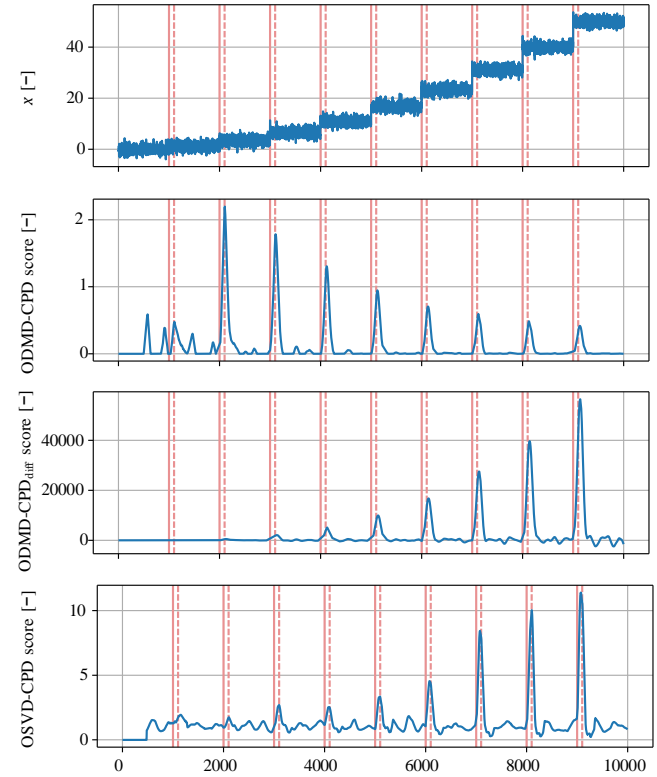 x [−]
40
20
0
ODMD-CPD score [−]
2
1
0
ODMD-CPD_diff score [−]
40000
20000
0
OSVD-CPD score [−]
10
5
0
0 2000 4000 6000 8000 10000